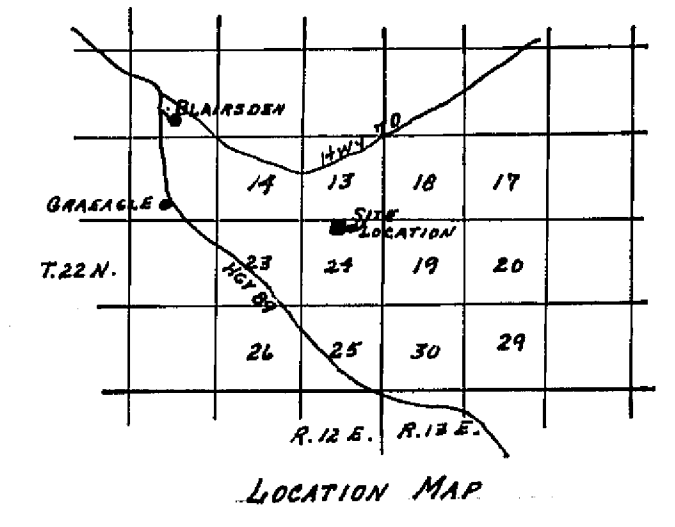 BLAIRSDEN
HWY 70
14 13 18 17
GRAEAGLE
SITE
LOCATION
T.22 N.
23 24 19 20
HGY 89
26 25 30 29
R.12 E. R.13 E.
LOCATION MAP